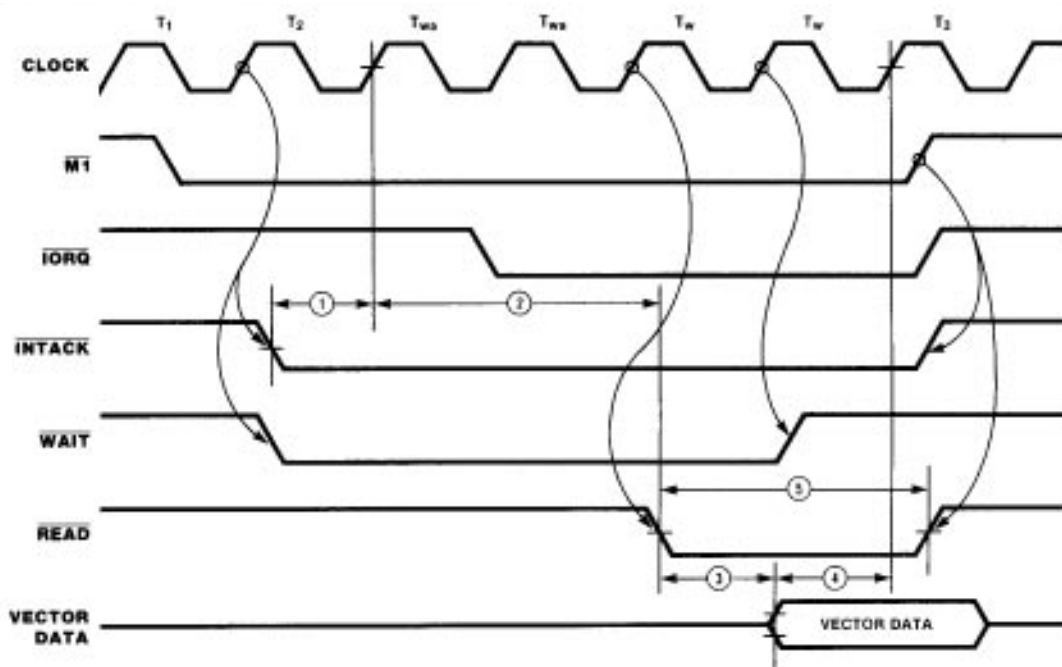 T1 T2 Twa Twa Tw Tw T3
CLOCK
M1
IORQ
1 2
INTACK
WAIT
5
READ
3 4
VECTOR DATA
VECTOR DATA